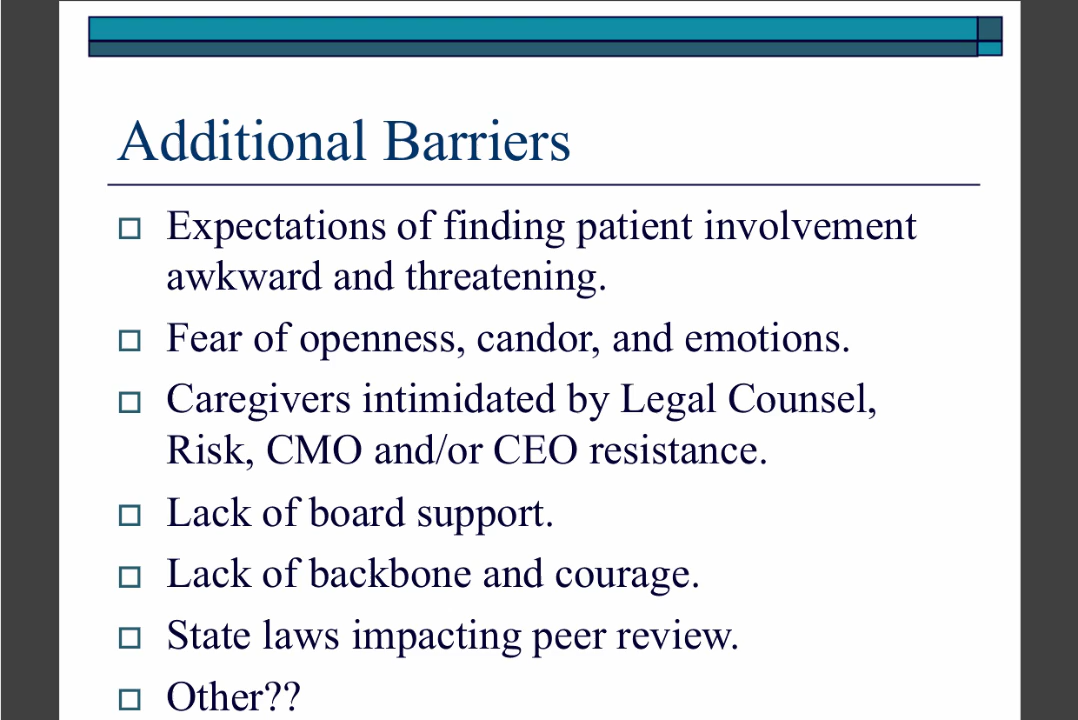 Additional Barriers
Expectations of finding patient involvement
awkward and threatening.
Fear of openness, candor, and emotions.
Caregivers intimidated by Legal Counsel,
Risk, CMO and/or CEO resistance.
Lack of board support.
Lack of backbone and courage.
State laws impacting peer review.
Other??